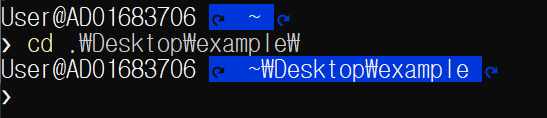 User@AD01683706 ~
❯ cd .₩Desktop₩example₩
User@AD01683706 ~₩Desktop₩example
❯